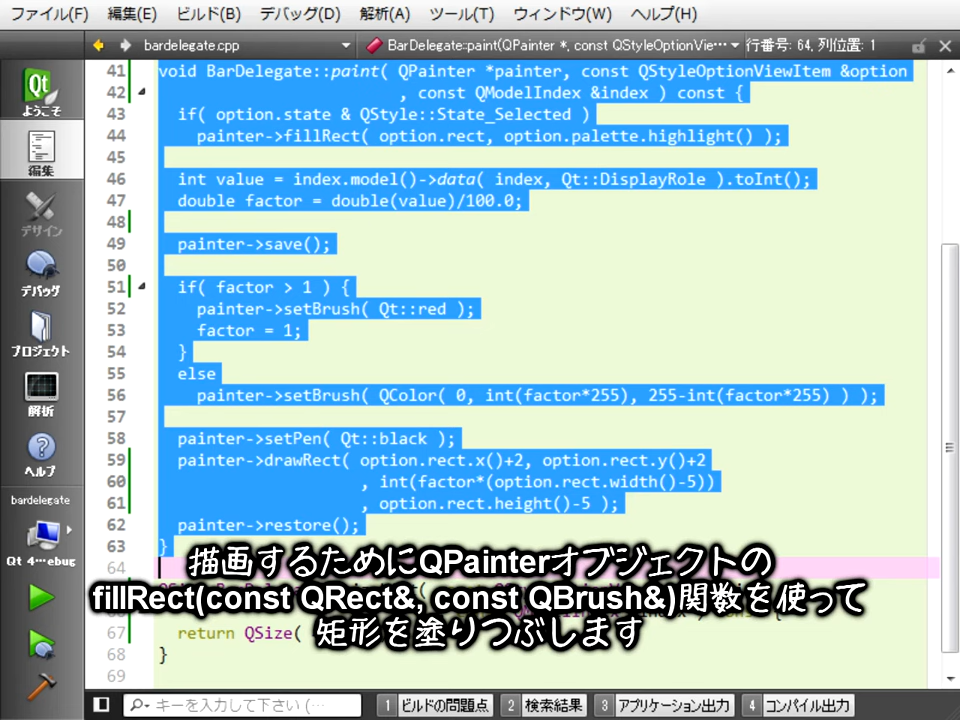 ファイル(F) 編集(E) ビルド(B) デバッグ(D) 解析(A) ツール(T) ウィンドウ(W) ヘルプ(H)
bardelegate.cpp BarDelegate::paint(QPainter *, const QStyleOptionVie… 行番号: 64, 列位置: 1
ようこそ
編集
デザイン
デバッグ
プロジェクト
解析
ヘルプ
bardelegate
Qt 4…ebug
41 void BarDelegate::paint( QPainter *painter, const QStyleOptionViewItem &option
42 , const QModelIndex &index ) const {
43 if( option.state & QStyle::State_Selected )
44 painter->fillRect( option.rect, option.palette.highlight() );
45
46 int value = index.model()->data( index, Qt::DisplayRole ).toInt();
47 double factor = double(value)/100.0;
48
49 painter->save();
50
51 if( factor > 1 ) {
52 painter->setBrush( Qt::red );
53 factor = 1;
54 }
55 else
56 painter->setBrush( QColor( 0, int(factor*255), 255-int(factor*255) ) );
57
58 painter->setPen( Qt::black );
59 painter->drawRect( option.rect.x()+2, option.rect.y()+2
60 , int(factor*(option.rect.width()-5))
61 , option.rect.height()-5 );
62 painter->restore();
63 }
64
67 return QSize(
68 }
69
描画するためにQPainterオブジェクトの
fillRect(const QRect&, const QBrush&)関数を使って
矩形を塗りつぶします
キーを入力して下さい (… 1 ビルドの問題点 2 検索結果 3 アプリケーション出力 4 コンパイル出力